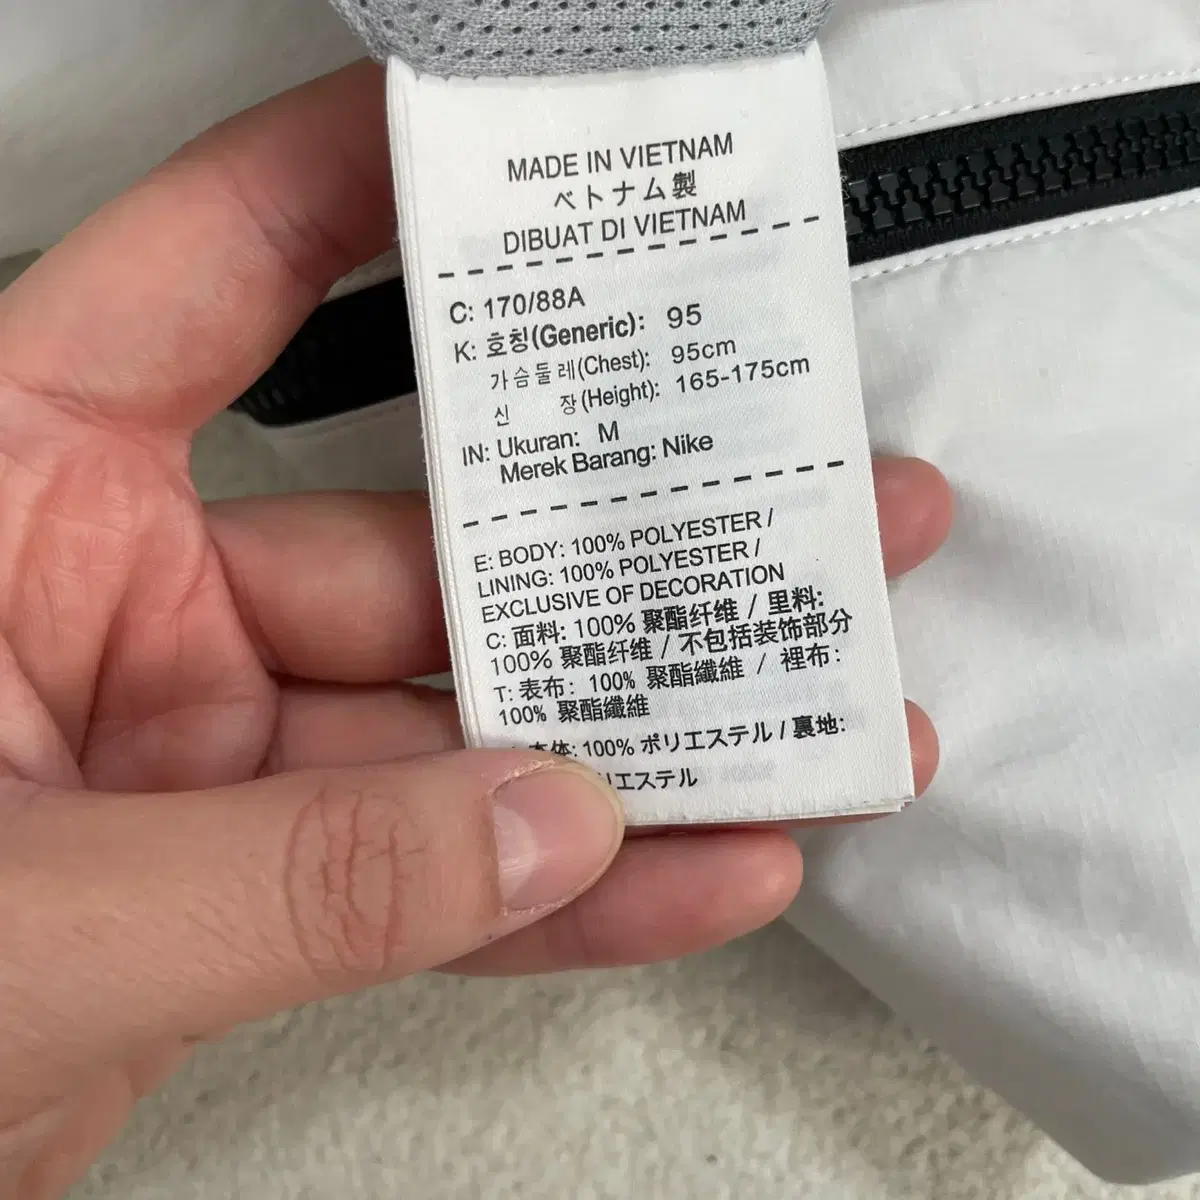 MADE IN VIETNAM
ベトナム製
DIBUAT DI VIETNAM
C: 170/88A
K: 호칭(Generic): 95
가슴둘레(Chest): 95cm
신 장(Height): 165-175cm
IN: Ukuran: M
Merek Barang: Nike
E: BODY: 100% POLYESTER /
LINING: 100% POLYESTER /
EXCLUSIVE OF DECORATION
C: 面料: 100% 聚酯纤维 / 里料:
100% 聚酯纤维 / 不包括装饰部分
T: 表布: 100% 聚酯纖維 / 裡布:
100% 聚酯纖維
本体: 100% ポリエステル / 裏地:
リエステル